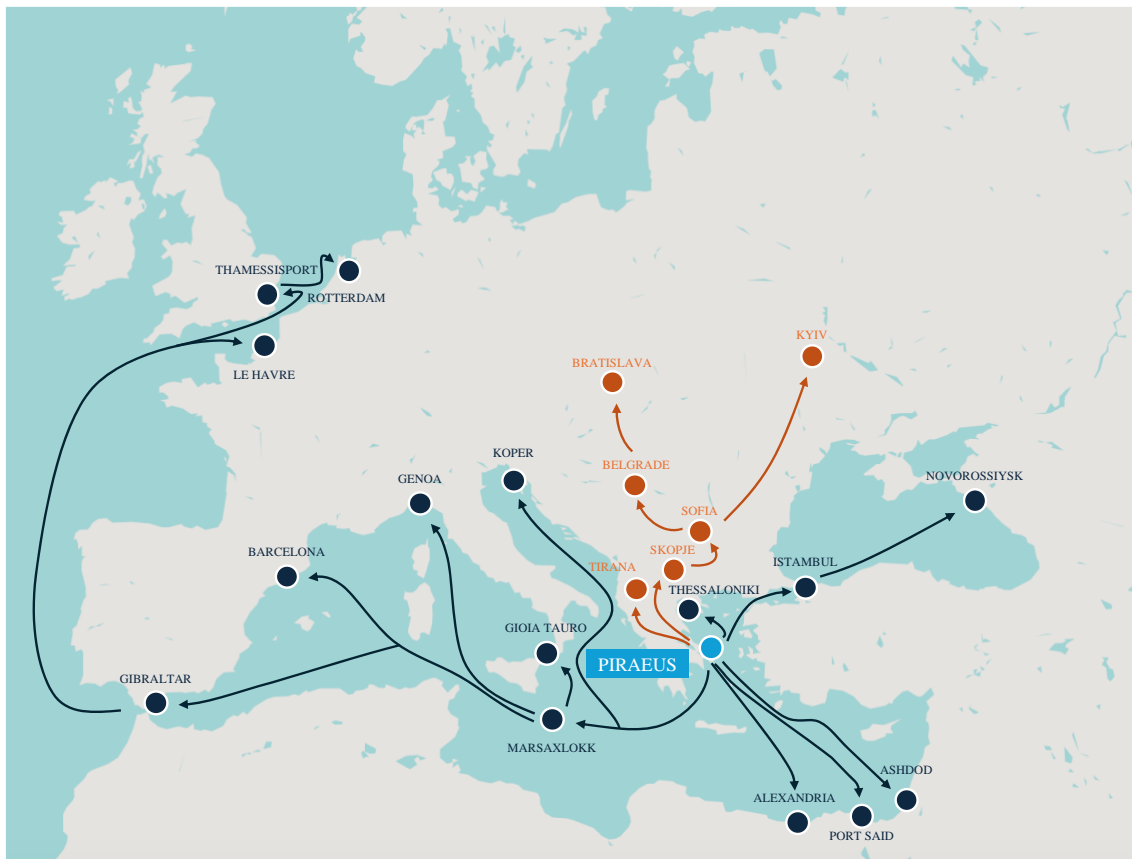 THAMESSISPORT
ROTTERDAM
LE HAVRE
KYIV
BRATISLAVA
KOPER
BELGRADE
GENOA
NOVOROSSIYSK
SOFIA
BARCELONA
SKOPJE
TIRANA
ISTAMBUL
THESSALONIKI
GIOIA TAURO
PIRAEUS
GIBRALTAR
MARSAXLOKK
ASHDOD
ALEXANDRIA
PORT SAID